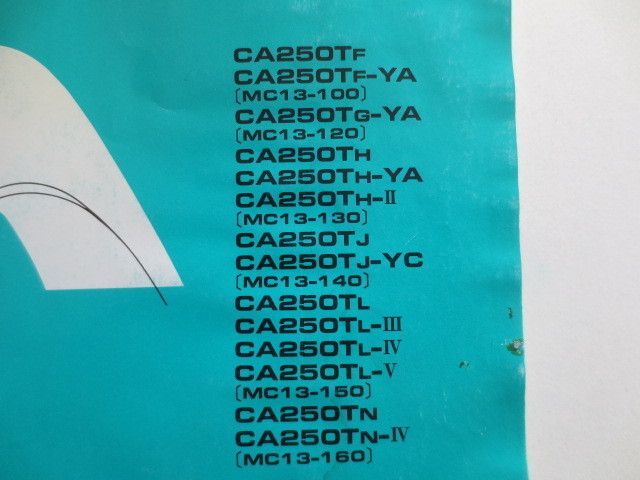 CA250TF
CA250TF-YA
(MC13-100)
CA250TG-YA
(MC13-120)
CA250TH
CA250TH-YA
CA250TH-II
(MC13-130)
CA250TJ
CA250TJ-YC
(MC13-140)
CA250TL
CA250TL-III
CA250TL-IV
CA250TL-V
(MC13-150)
CA250TN
CA250TN-IV
(MC13-160)